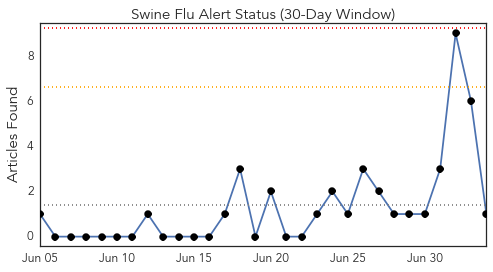 Swine Flu Alert Status (30-Day Window)
Articles Found
8
6
4
2
0
Jun 05
Jun 10
Jun 15
Jun 20
Jun 25
Jun 30